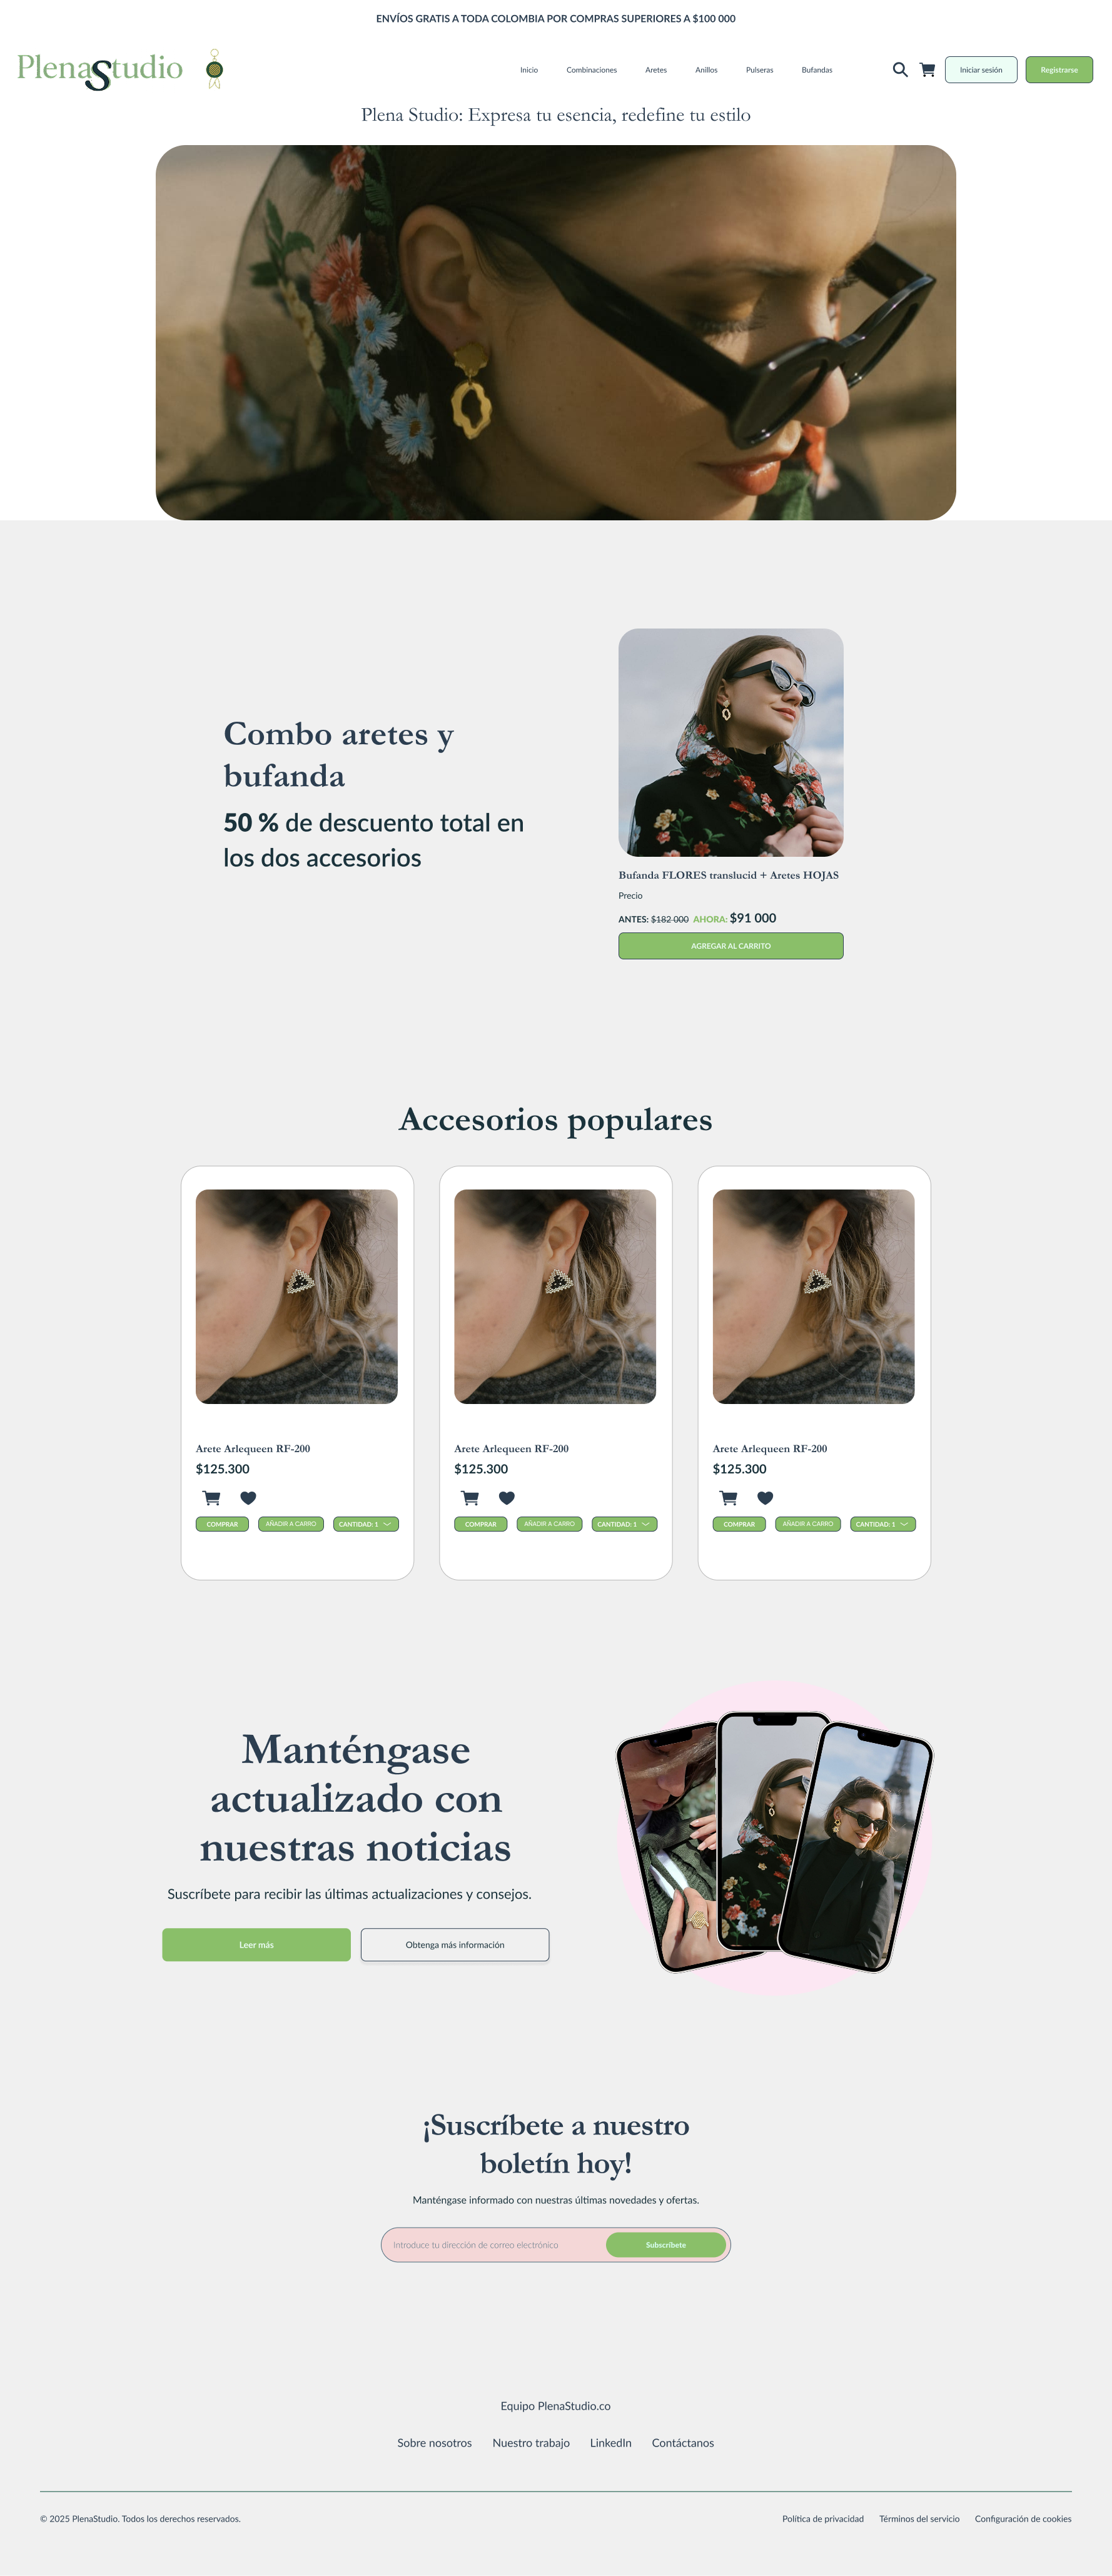 ENVÍOS GRATIS A TODA COLOMBIA POR COMPRAS SUPERIORES A $100 000
PlenaStudio
Inicio Combinaciones Aretes Anillos Pulseras Bufandas Iniciar sesión Registrarse
Plena Studio: Expresa tu esencia, redefine tu estilo
Combo aretes y
bufanda
50 % de descuento total en
los dos accesorios
Bufanda FLORES translucid + Aretes HOJAS
Precio
ANTES: $182 000 AHORA: $91 000
AGREGAR AL CARRITO
Accesorios populares
Arete Arlequeen RF-200
$125.300
COMPRAR AÑADIR A CARRO CANTIDAD: 1
Arete Arlequeen RF-200
$125.300
COMPRAR AÑADIR A CARRO CANTIDAD: 1
Arete Arlequeen RF-200
$125.300
COMPRAR AÑADIR A CARRO CANTIDAD: 1
Manténgase
actualizado con
nuestras noticias
Suscríbete para recibir las últimas actualizaciones y consejos.
Leer más Obtenga más información
¡Suscríbete a nuestro
boletín hoy!
Manténgase informado con nuestras últimas novedades y ofertas.
Introduce tu dirección de correo electrónico Subscríbete
Equipo PlenaStudio.co
Sobre nosotros Nuestro trabajo LinkedIn Contáctanos
© 2025 PlenaStudio. Todos los derechos reservados. Política de privacidad Términos del servicio Configuración de cookies